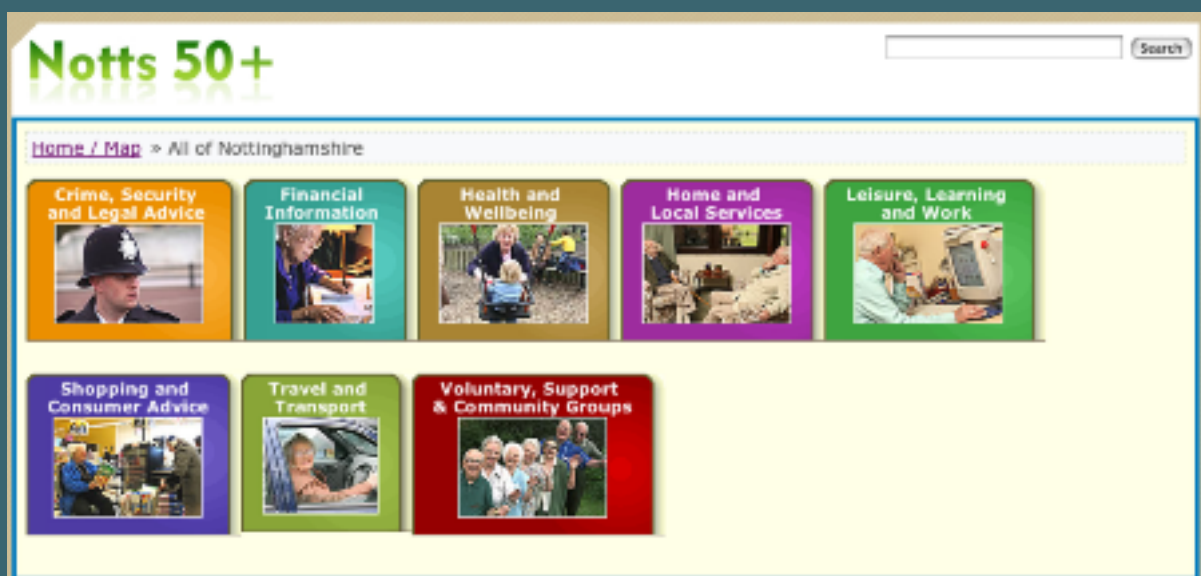 Notts 50+
Search
Home / Map » All of Nottinghamshire
Crime, Security
and Legal Advice
Financial
Information
Health and
Wellbeing
Home and
Local Services
Leisure, Learning
and Work
Shopping and
Consumer Advice
Travel and
Transport
Voluntary, Support
& Community Groups